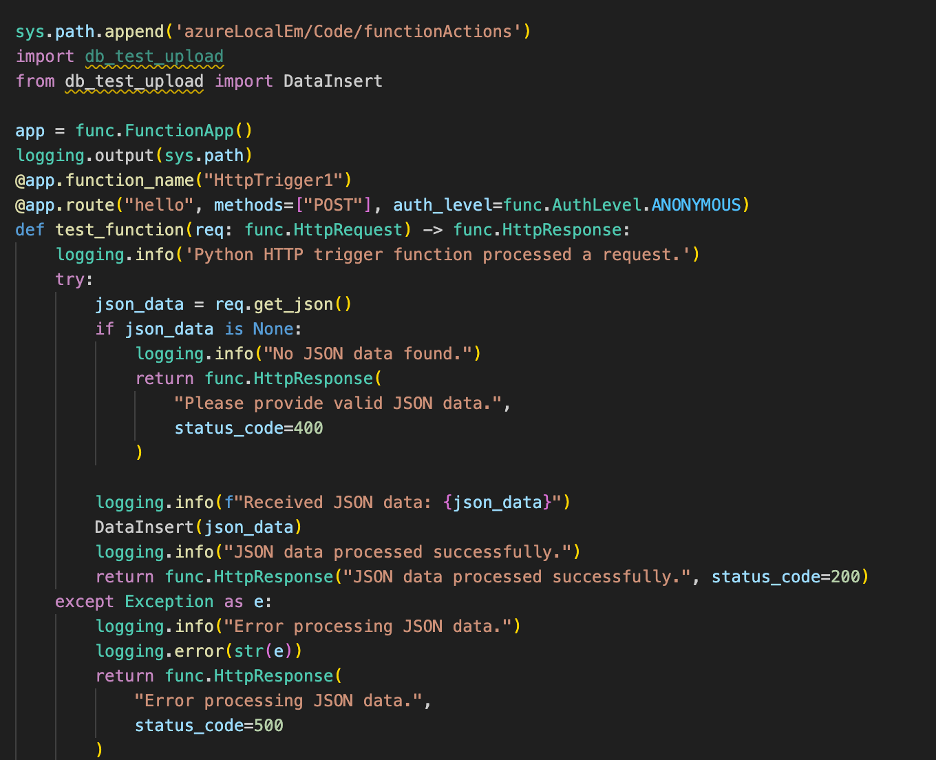 sys.path.append('azureLocalEm/Code/functionActions')
import db_test_upload
from db_test_upload import DataInsert
app = func.FunctionApp()
logging.output(sys.path)
@app.function_name("HttpTrigger1")
@app.route("hello", methods=["POST"], auth_level=func.AuthLevel.ANONYMOUS)
def test_function(req: func.HttpRequest) -> func.HttpResponse:
    logging.info('Python HTTP trigger function processed a request.')
    try:
        json_data = req.get_json()
        if json_data is None:
            logging.info("No JSON data found.")
            return func.HttpResponse(
                "Please provide valid JSON data.",
                status_code=400
            )
        logging.info(f"Received JSON data: {json_data}")
        DataInsert(json_data)
        logging.info("JSON data processed successfully.")
        return func.HttpResponse("JSON data processed successfully.", status_code=200)
    except Exception as e:
        logging.info("Error processing JSON data.")
        logging.error(str(e))
        return func.HttpResponse(
            "Error processing JSON data.",
            status_code=500
        )